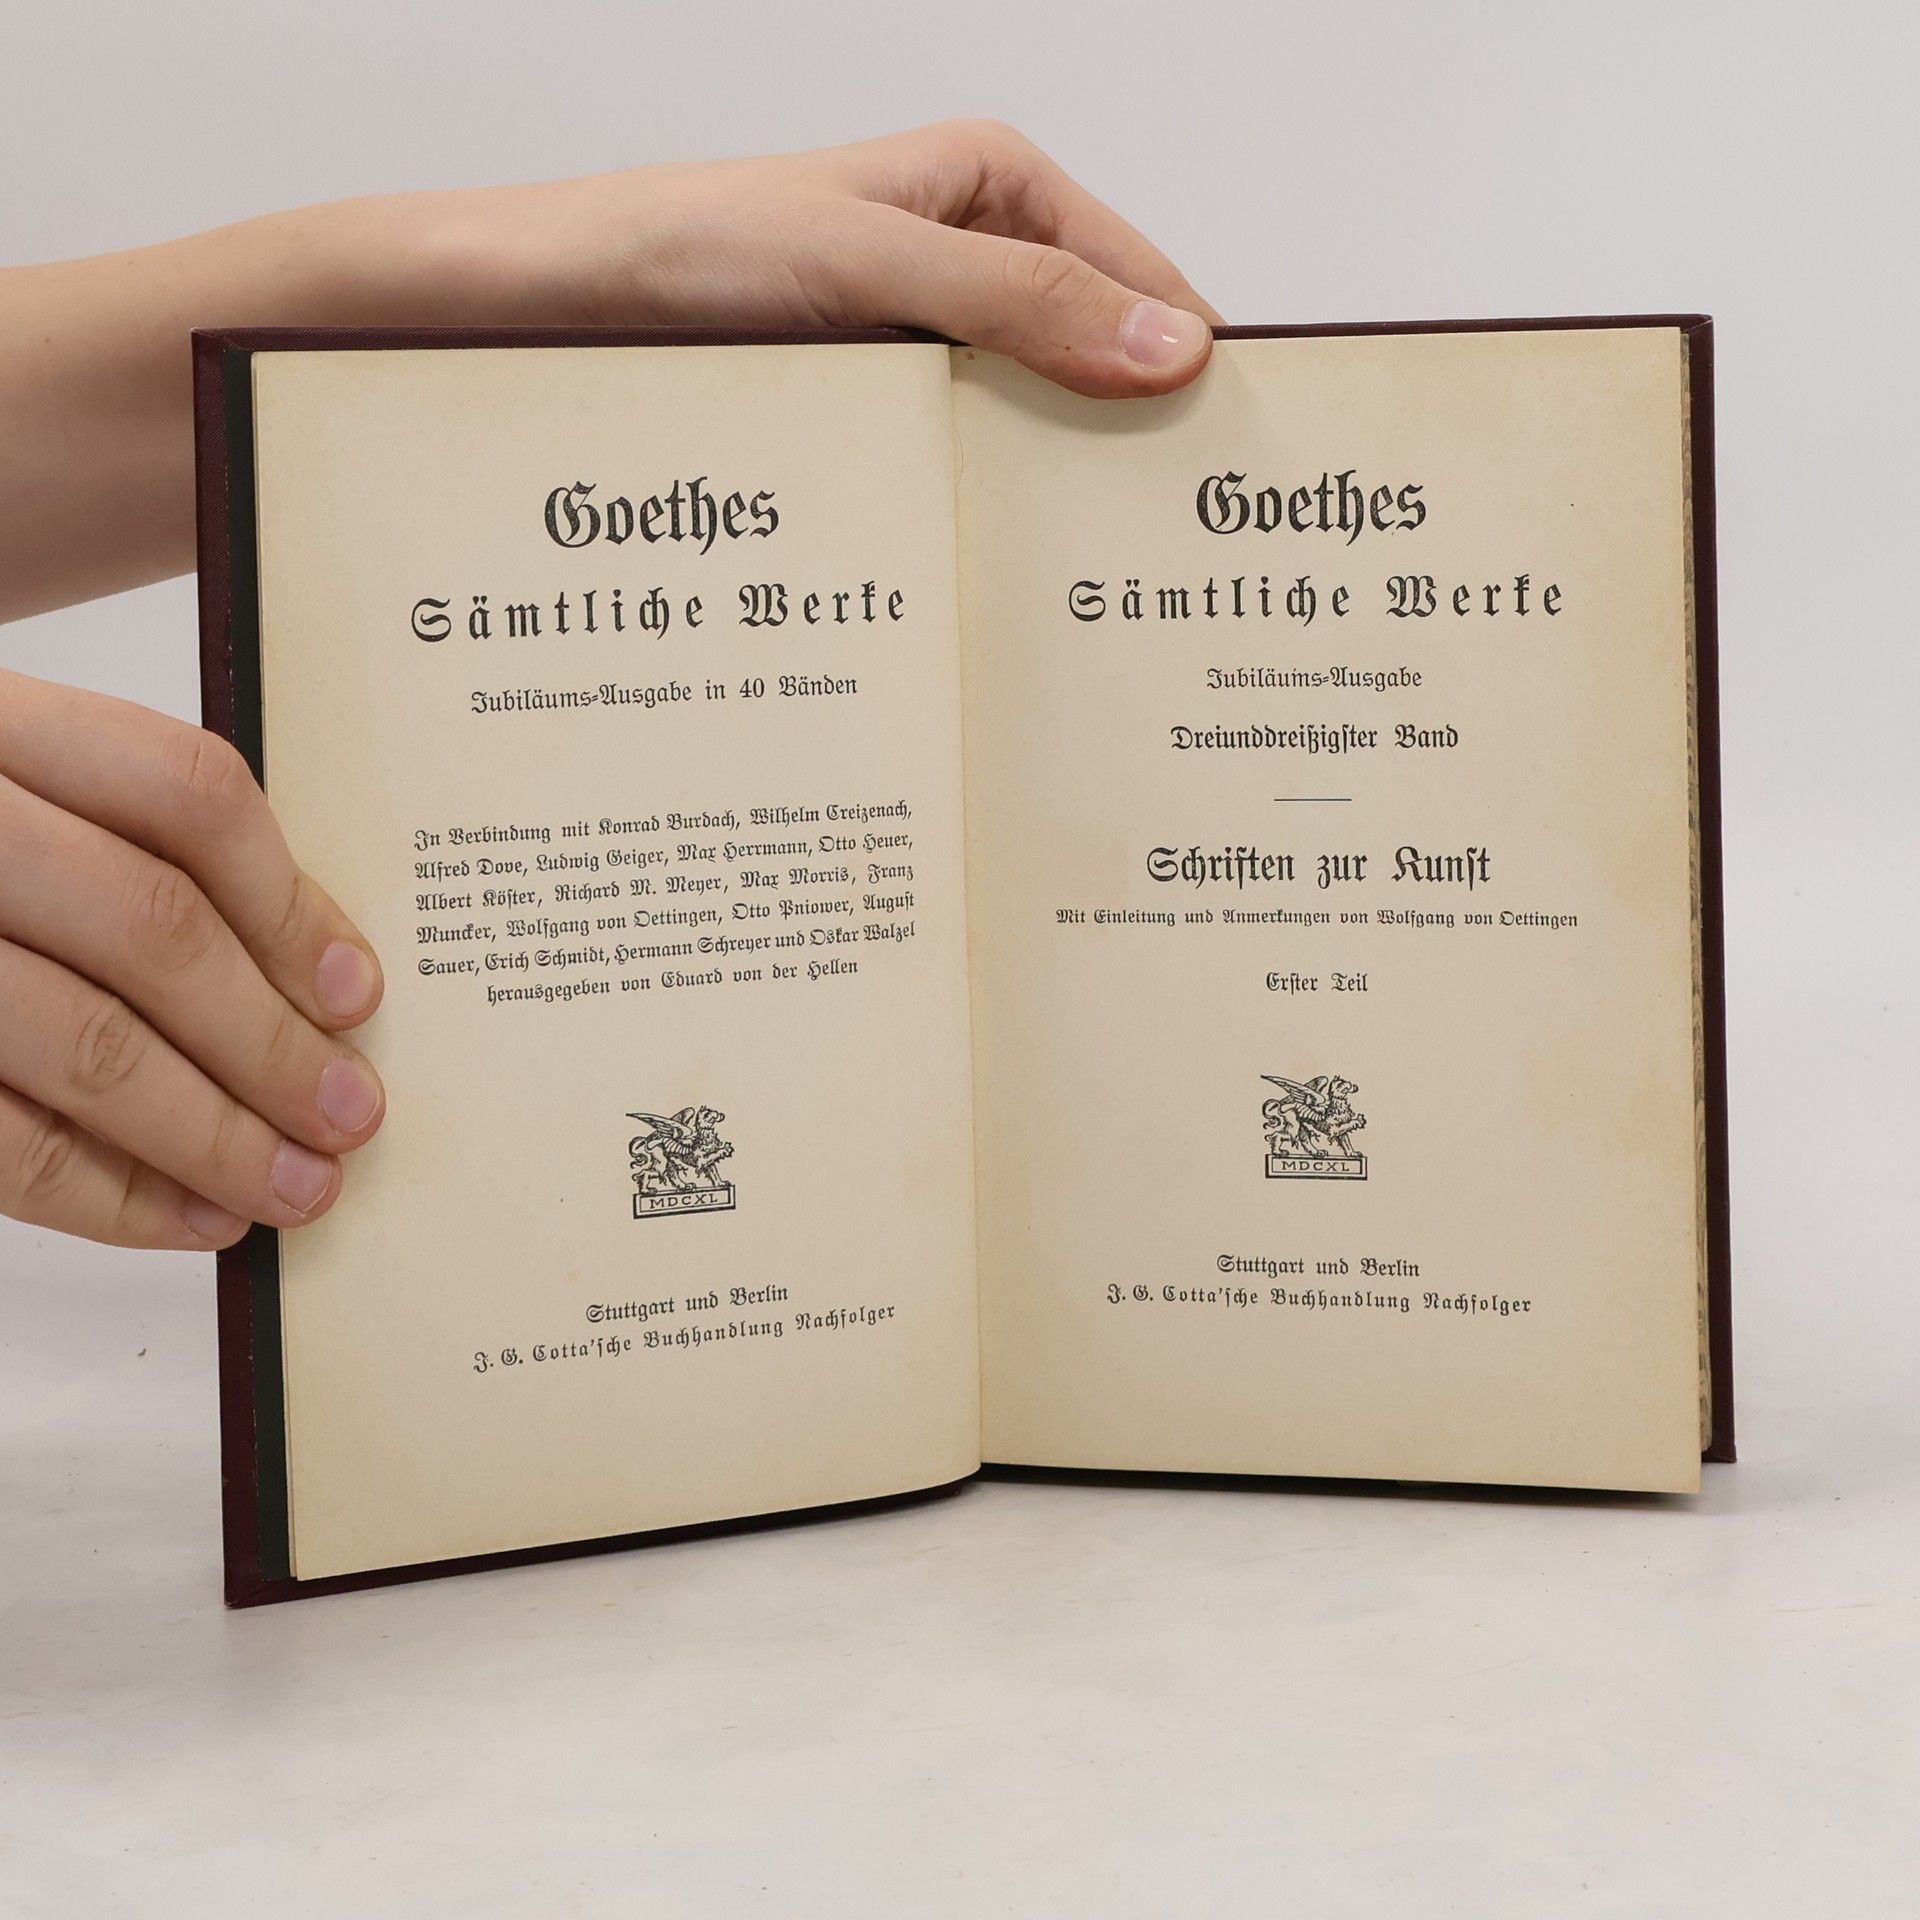 Goethes
Sämtliche Werke
Jubiläums-Ausgabe in 40 Bänden
In Verbindung mit Konrad Burdach, Wilhelm Creizenach,
Alfred Dove, Ludwig Geiger, Max Herrmann, Otto Heuer,
Albert Köster, Richard M. Meyer, Max Morris, Franz
Muncker, Wolfgang von Oettingen, Otto Pniower, August
Sauer, Erich Schmidt, Hermann Schreyer und Oskar Walzel
herausgegeben von Eduard von der Hellen
MDCXL
Stuttgart und Berlin
J. G. Cotta'sche Buchhandlung Nachfolger
Goethes
Sämtliche Werke
Jubiläums-Ausgabe
Dreiunddreißigster Band
Schriften zur Kunst
Mit Einleitung und Anmerkungen von Wolfgang von Oettingen
Erster Teil
MDCXL
Stuttgart und Berlin
J. G. Cotta'sche Buchhandlung Nachfolger